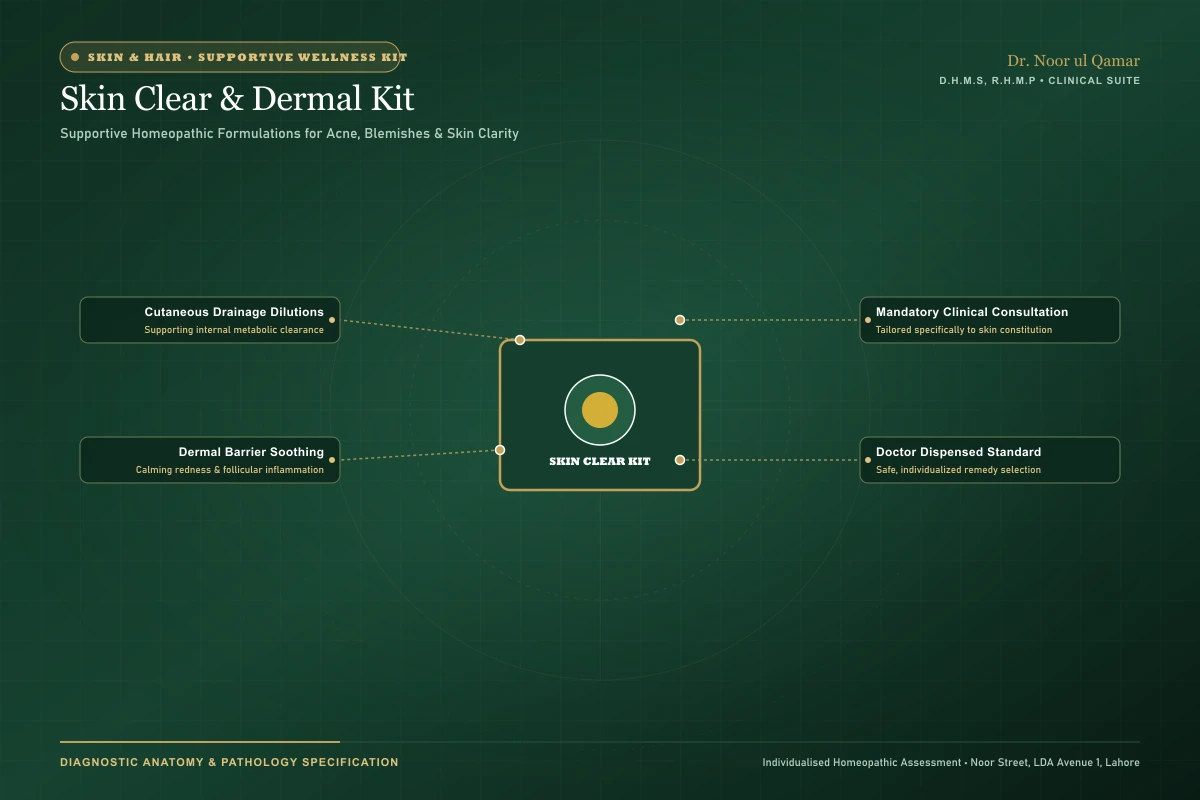 SKIN & HAIR • SUPPORTIVE WELLNESS KIT
Skin Clear & Dermal Kit
Supportive Homeopathic Formulations for Acne, Blemishes & Skin Clarity
Dr. Noor ul Qamar
D.H.M.S, R.H.M.P • CLINICAL SUITE
Cutaneous Drainage Dilutions
Supporting internal metabolic clearance
Mandatory Clinical Consultation
Tailored specifically to skin constitution
Dermal Barrier Soothing
Calming redness & follicular inflammation
SKIN CLEAR KIT
Doctor Dispensed Standard
Safe, individualized remedy selection
DIAGNOSTIC ANATOMY & PATHOLOGY SPECIFICATION
Individualised Homeopathic Assessment • Noor Street, LDA Avenue 1, Lahore